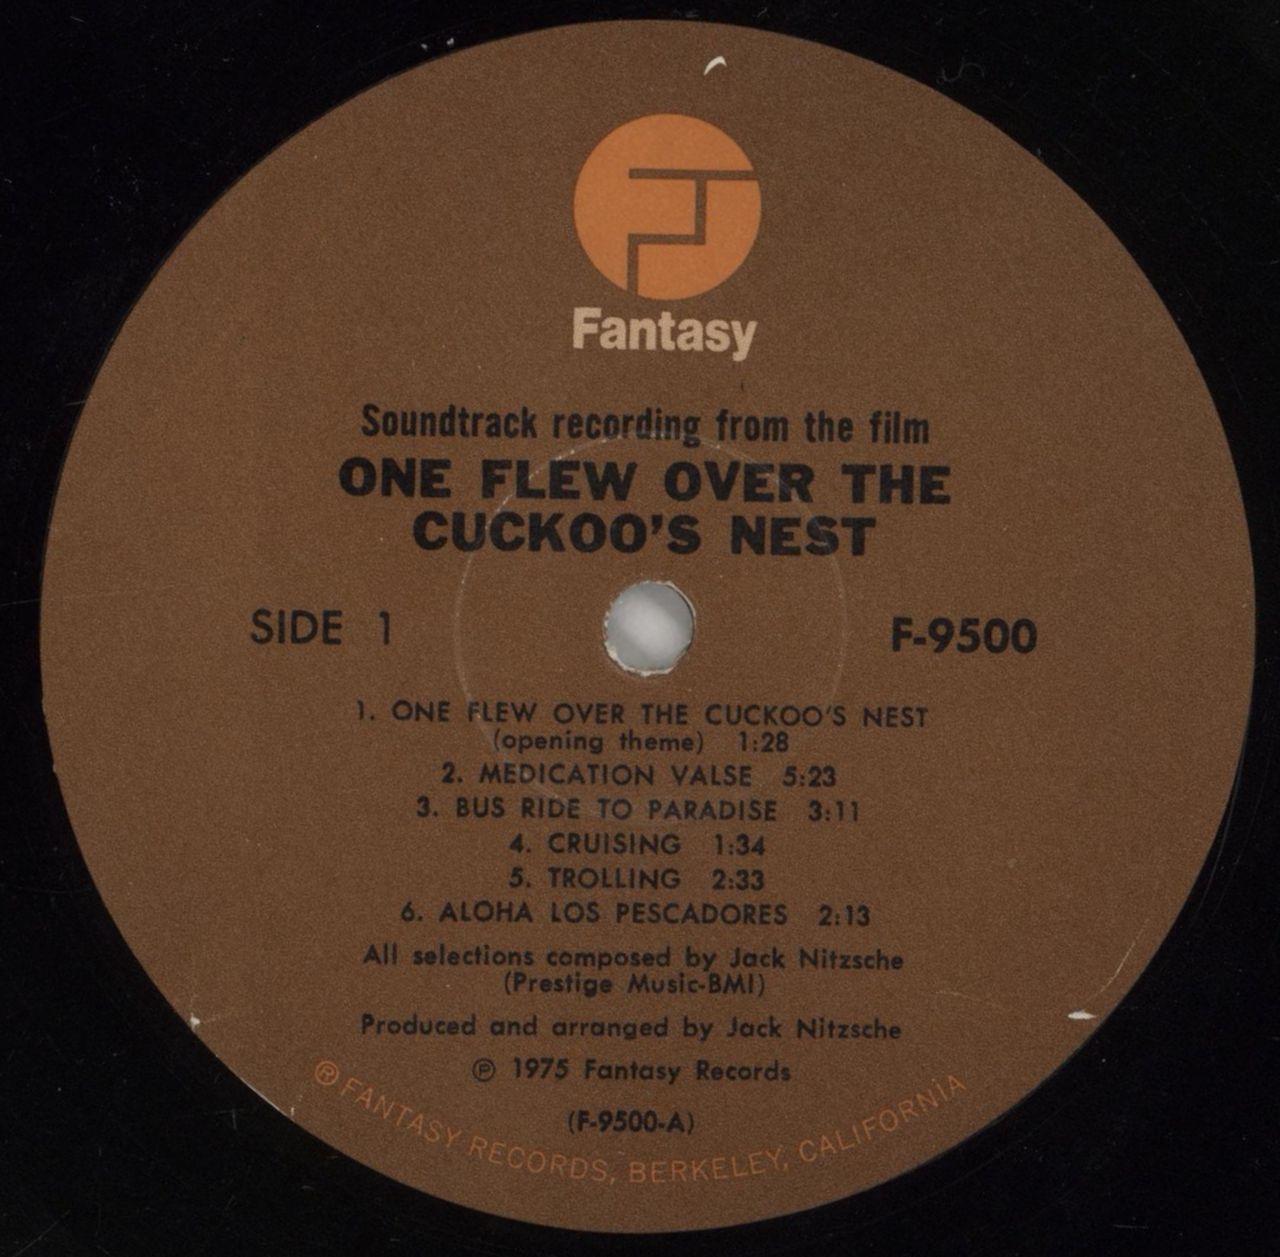 Fantasy
Soundtrack recording from the film
ONE FLEW OVER THE
CUCKOO'S NEST
SIDE 1
F-9500
1. ONE FLEW OVER THE CUCKOO'S NEST
(opening theme) 1:28
2. MEDICATION VALSE 5:23
3. BUS RIDE TO PARADISE 3:11
4. CRUISING 1:34
5. TROLLING 2:33
6. ALOHA LOS PESCADORES 2:13
All selections composed by Jack Nitzsche
(Prestige Music-BMI)
Produced and arranged by Jack Nitzsche
℗ 1975 Fantasy Records
(F-9500-A)
® FANTASY RECORDS, BERKELEY, CALIFORNIA